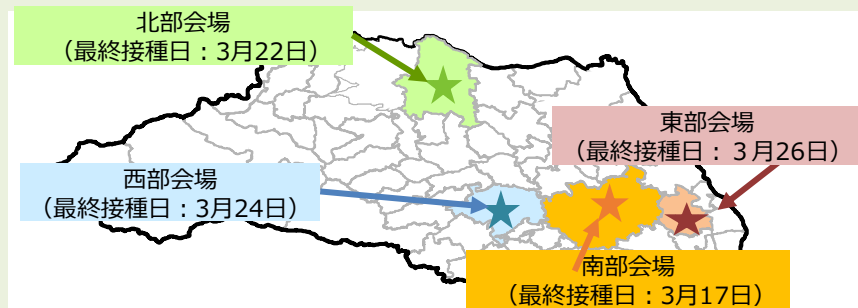 北部会場
（最終接種日：3月22日）
東部会場
（最終接種日：３月26日）
西部会場
（最終接種日：3月24日）
南部会場
（最終接種日：3月17日）